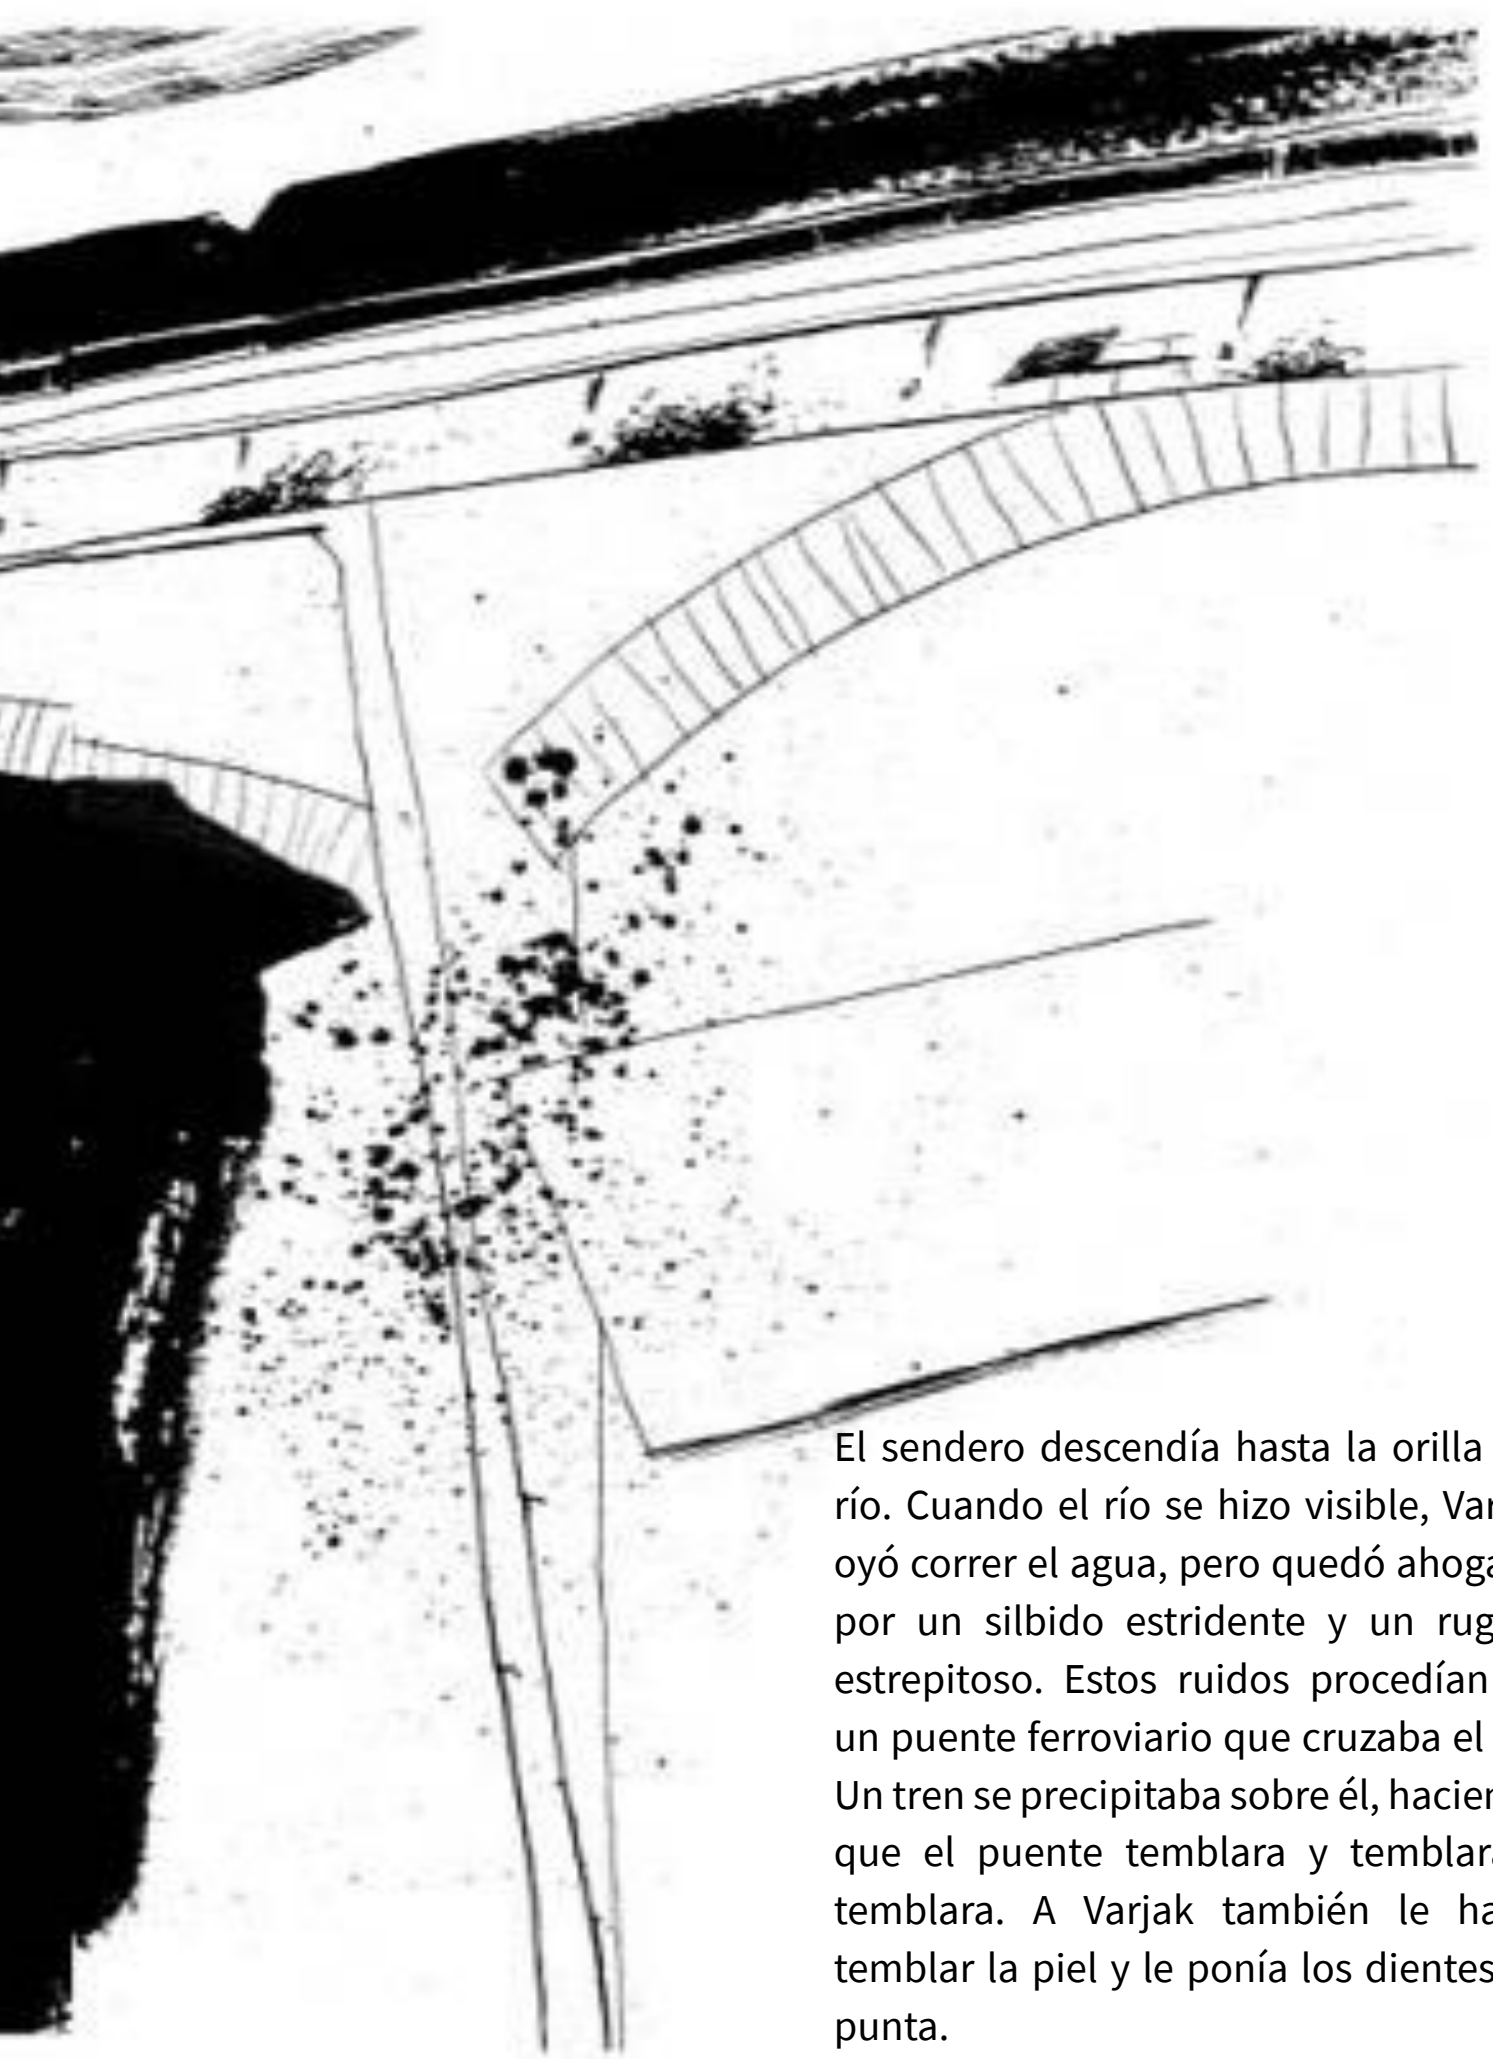 El sendero descendía hasta la orilla
río. Cuando el río se hizo visible, Var
oyó correr el agua, pero quedó ahoga
por un silbido estridente y un rug
estrepitoso. Estos ruidos procedían
un puente ferroviario que cruzaba el
Un tren se precipitaba sobre él, hacien
que el puente temblara y temblara
temblara. A Varjak también le ha
temblar la piel y le ponía los dientes
punta.